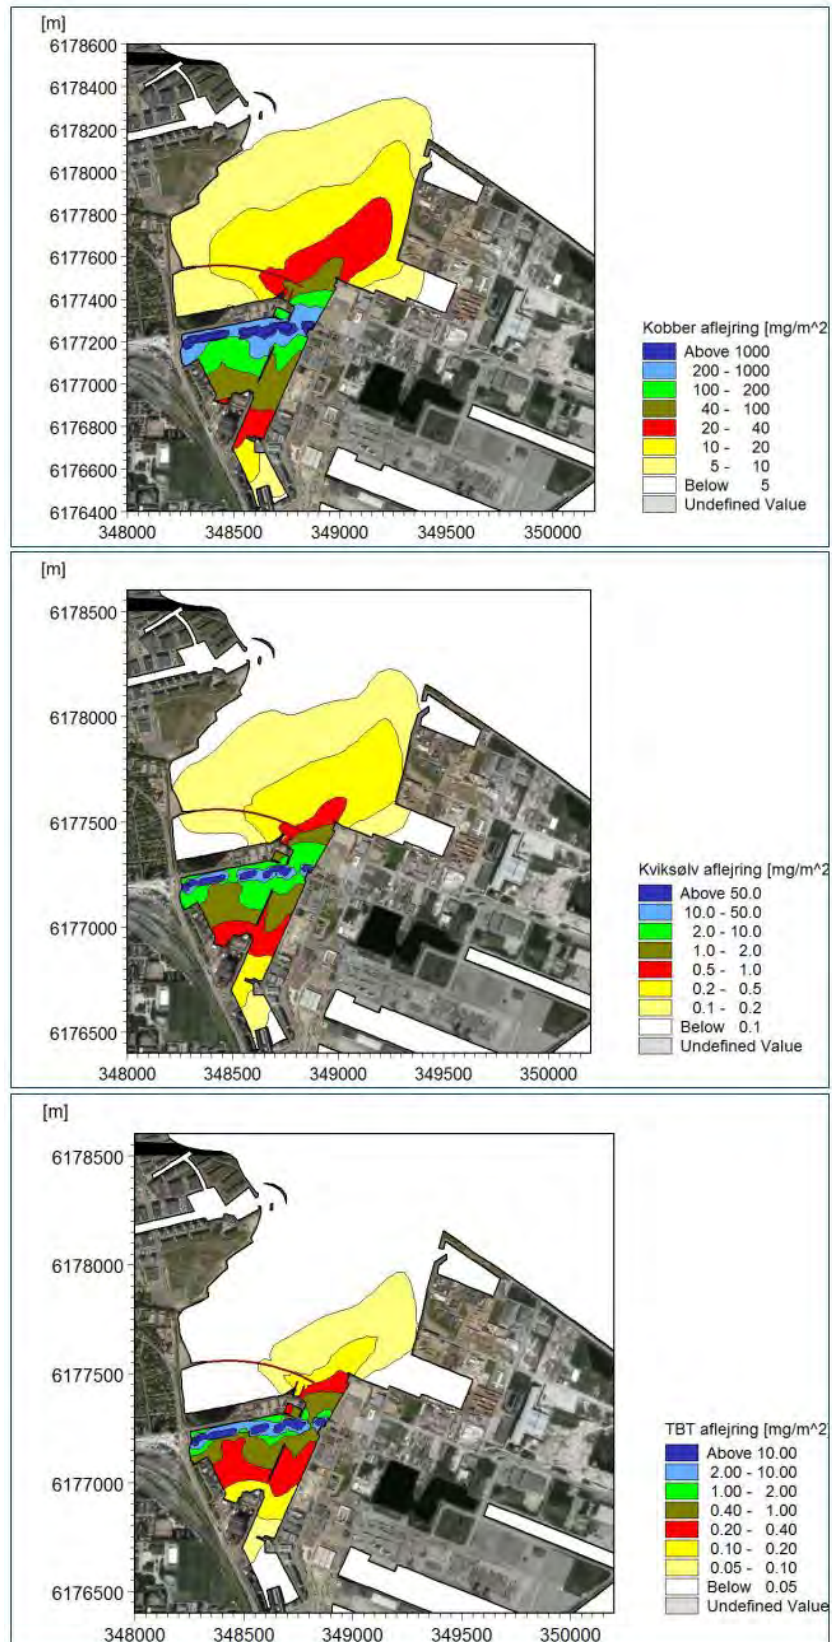 [m]
6178600
6178400
6178200
6178000
6177800
6177600
6177400
6177200
6177000
6176800
6176600
6176400
348000 348500 349000 349500 350000
Kobber aflejring [mg/m^2
Above 1000
200 - 1000
100 - 200
40 - 100
20 - 40
10 - 20
5 - 10
Below 5
Undefined Value
[m]
6178500
6178000
6177500
6177000
6176500
348000 348500 349000 349500 350000
Kviksølv aflejring [mg/m^2
Above 50.0
10.0 - 50.0
2.0 - 10.0
1.0 - 2.0
0.5 - 1.0
0.2 - 0.5
0.1 - 0.2
Below 0.1
Undefined Value
[m]
6178500
6178000
6177500
6177000
6176500
348000 348500 349000 349500 350000
TBT aflejring [mg/m^2
Above 10.00
2.00 - 10.00
1.00 - 2.00
0.40 - 1.00
0.20 - 0.40
0.10 - 0.20
0.05 - 0.10
Below 0.05
Undefined Value